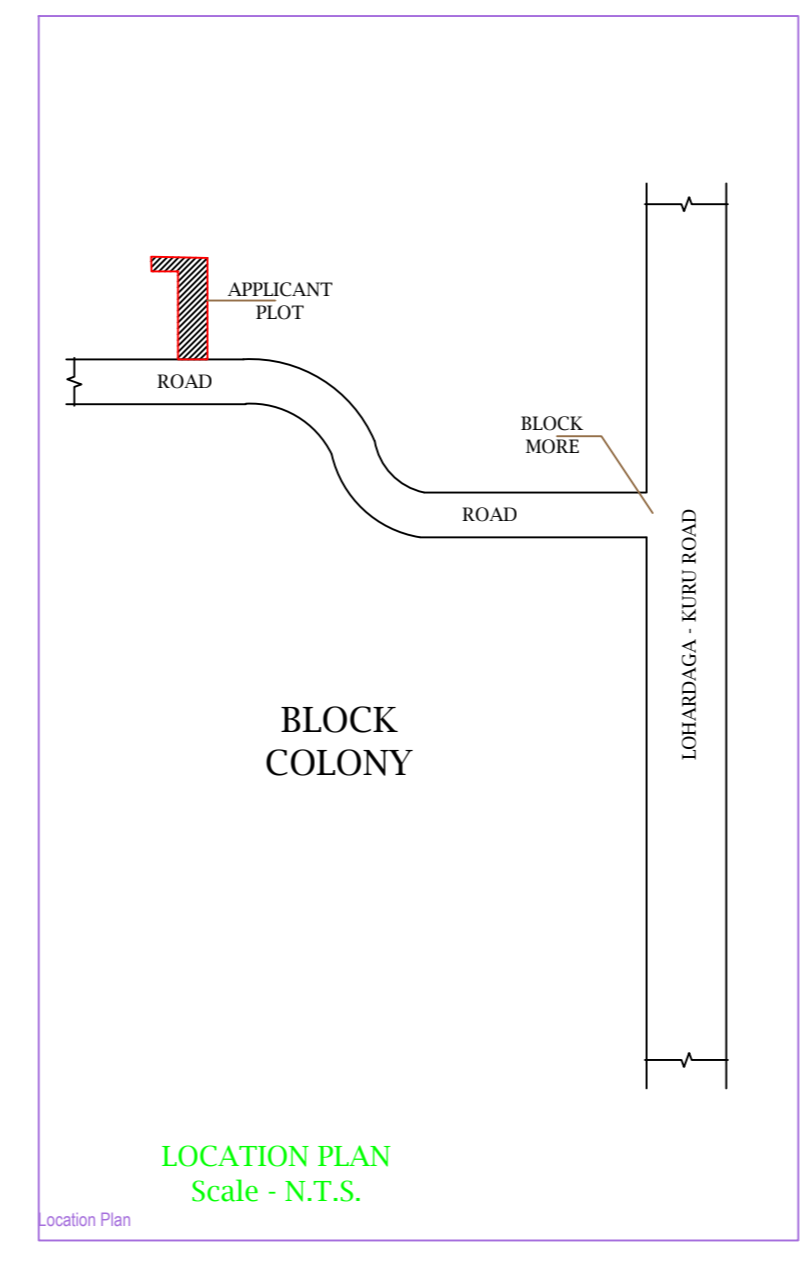 APPLICANT
PLOT
ROAD
BLOCK
MORE
ROAD
LOHARDAGA - KURU ROAD
BLOCK
COLONY
LOCATION PLAN
Scale - N.T.S.
Location Plan